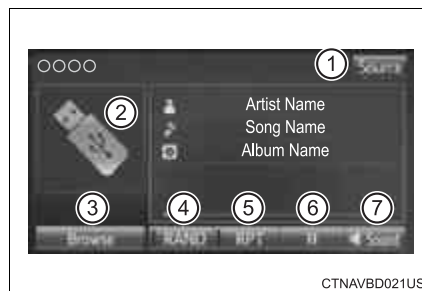 ○○○○ 1 Source
2 Artist Name
Song Name
Album Name
3 4 5 6 7
Browse RAND RPT II Sound
CTNAVBD021US